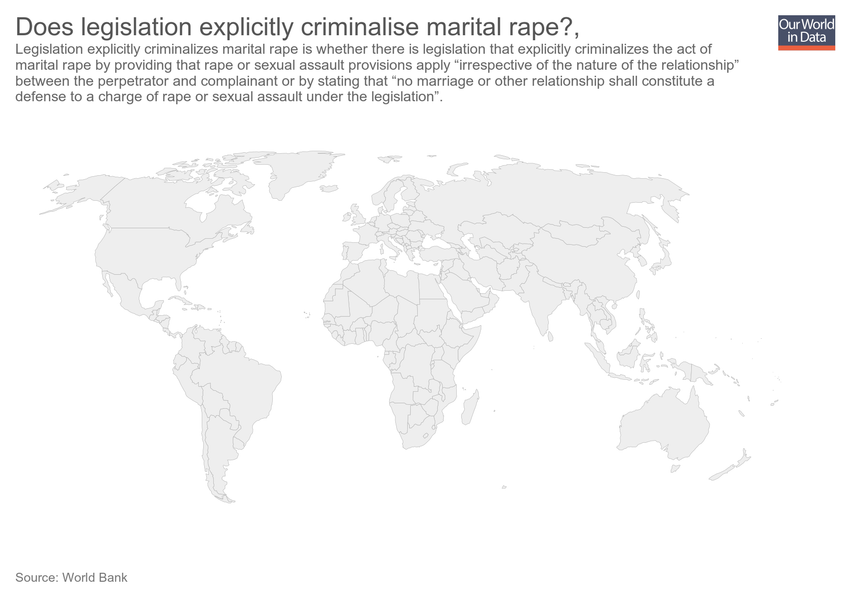 Does legislation explicitly criminalise marital rape?,
Our World
in Data
Legislation explicitly criminalizes marital rape is whether there is legislation that explicitly criminalizes the act of
marital rape by providing that rape or sexual assault provisions apply “irrespective of the nature of the relationship”
between the perpetrator and complainant or by stating that “no marriage or other relationship shall constitute a
defense to a charge of rape or sexual assault under the legislation”.
Source: World Bank